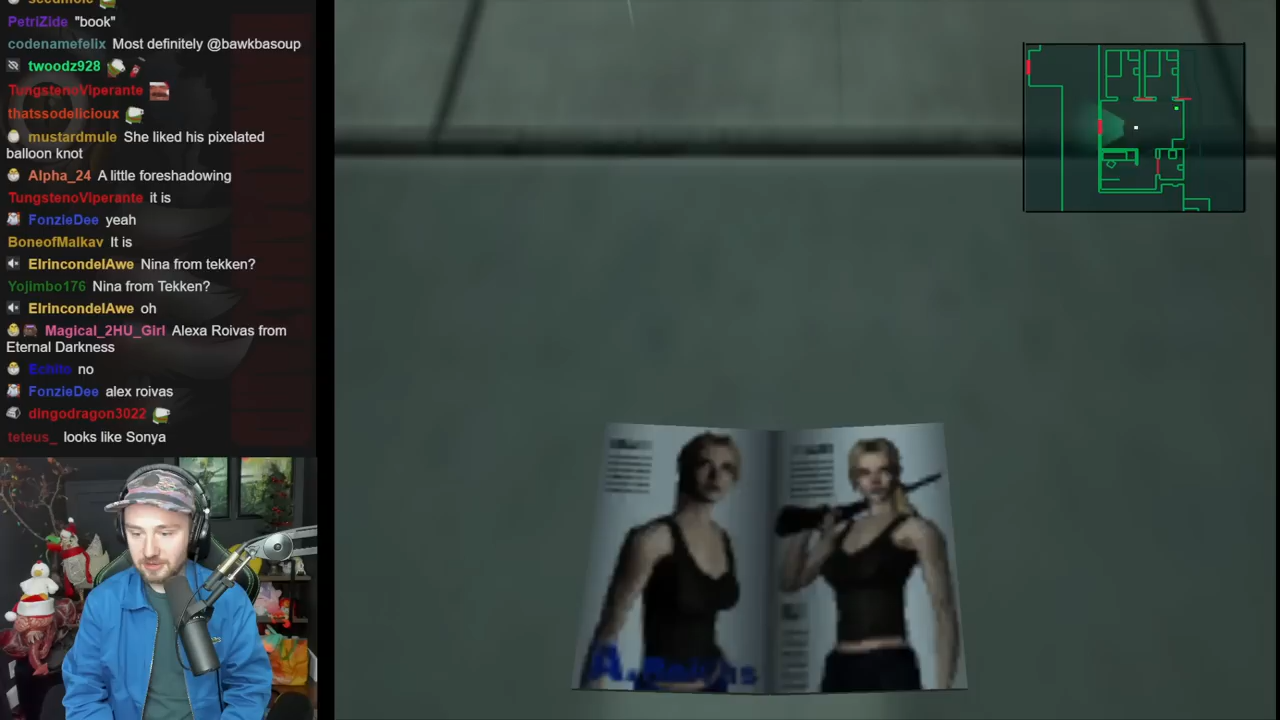 PetriZide "book"
codenamefelix Most definitely @bawkbasoup
twoodz928
TungstenoViperante
thatssodelicioux
mustardmule She liked his pixelated
balloon knot
Alpha_24 A little foreshadowing
TungstenoViperante it is
FonzieDee yeah
BoneofMalkav It is
ElrincondelAwe Nina from tekken?
Yojimbo176 Nina from Tekken?
ElrincondelAwe oh
Magical_2HU_Girl Alexa Roivas from
Eternal Darkness
Echito no
FonzieDee alex roivas
dingodragon3022
teteus_ looks like Sonya
A.Roivas